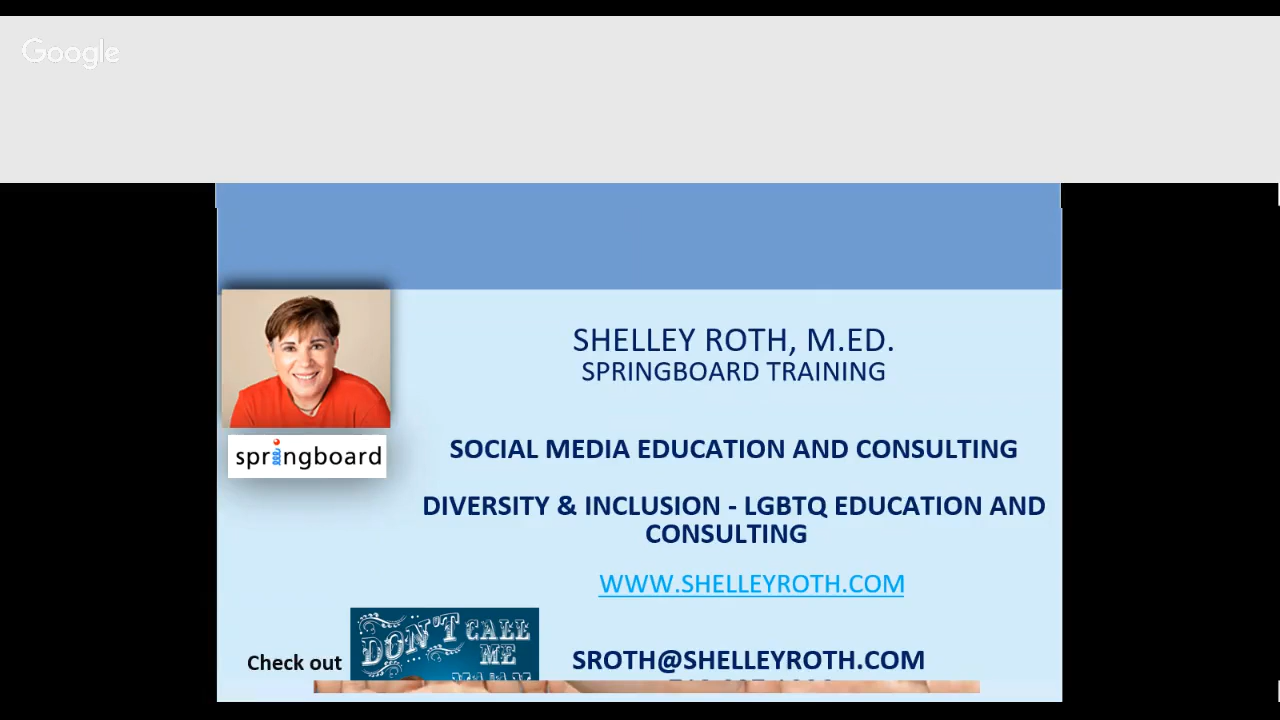 Google
SHELLEY ROTH, M.ED.
SPRINGBOARD TRAINING
springboard
SOCIAL MEDIA EDUCATION AND CONSULTING
DIVERSITY & INCLUSION - LGBTQ EDUCATION AND
CONSULTING
WWW.SHELLEYROTH.COM
Check out
DON'T CALL
ME
SROTH@SHELLEYROTH.COM